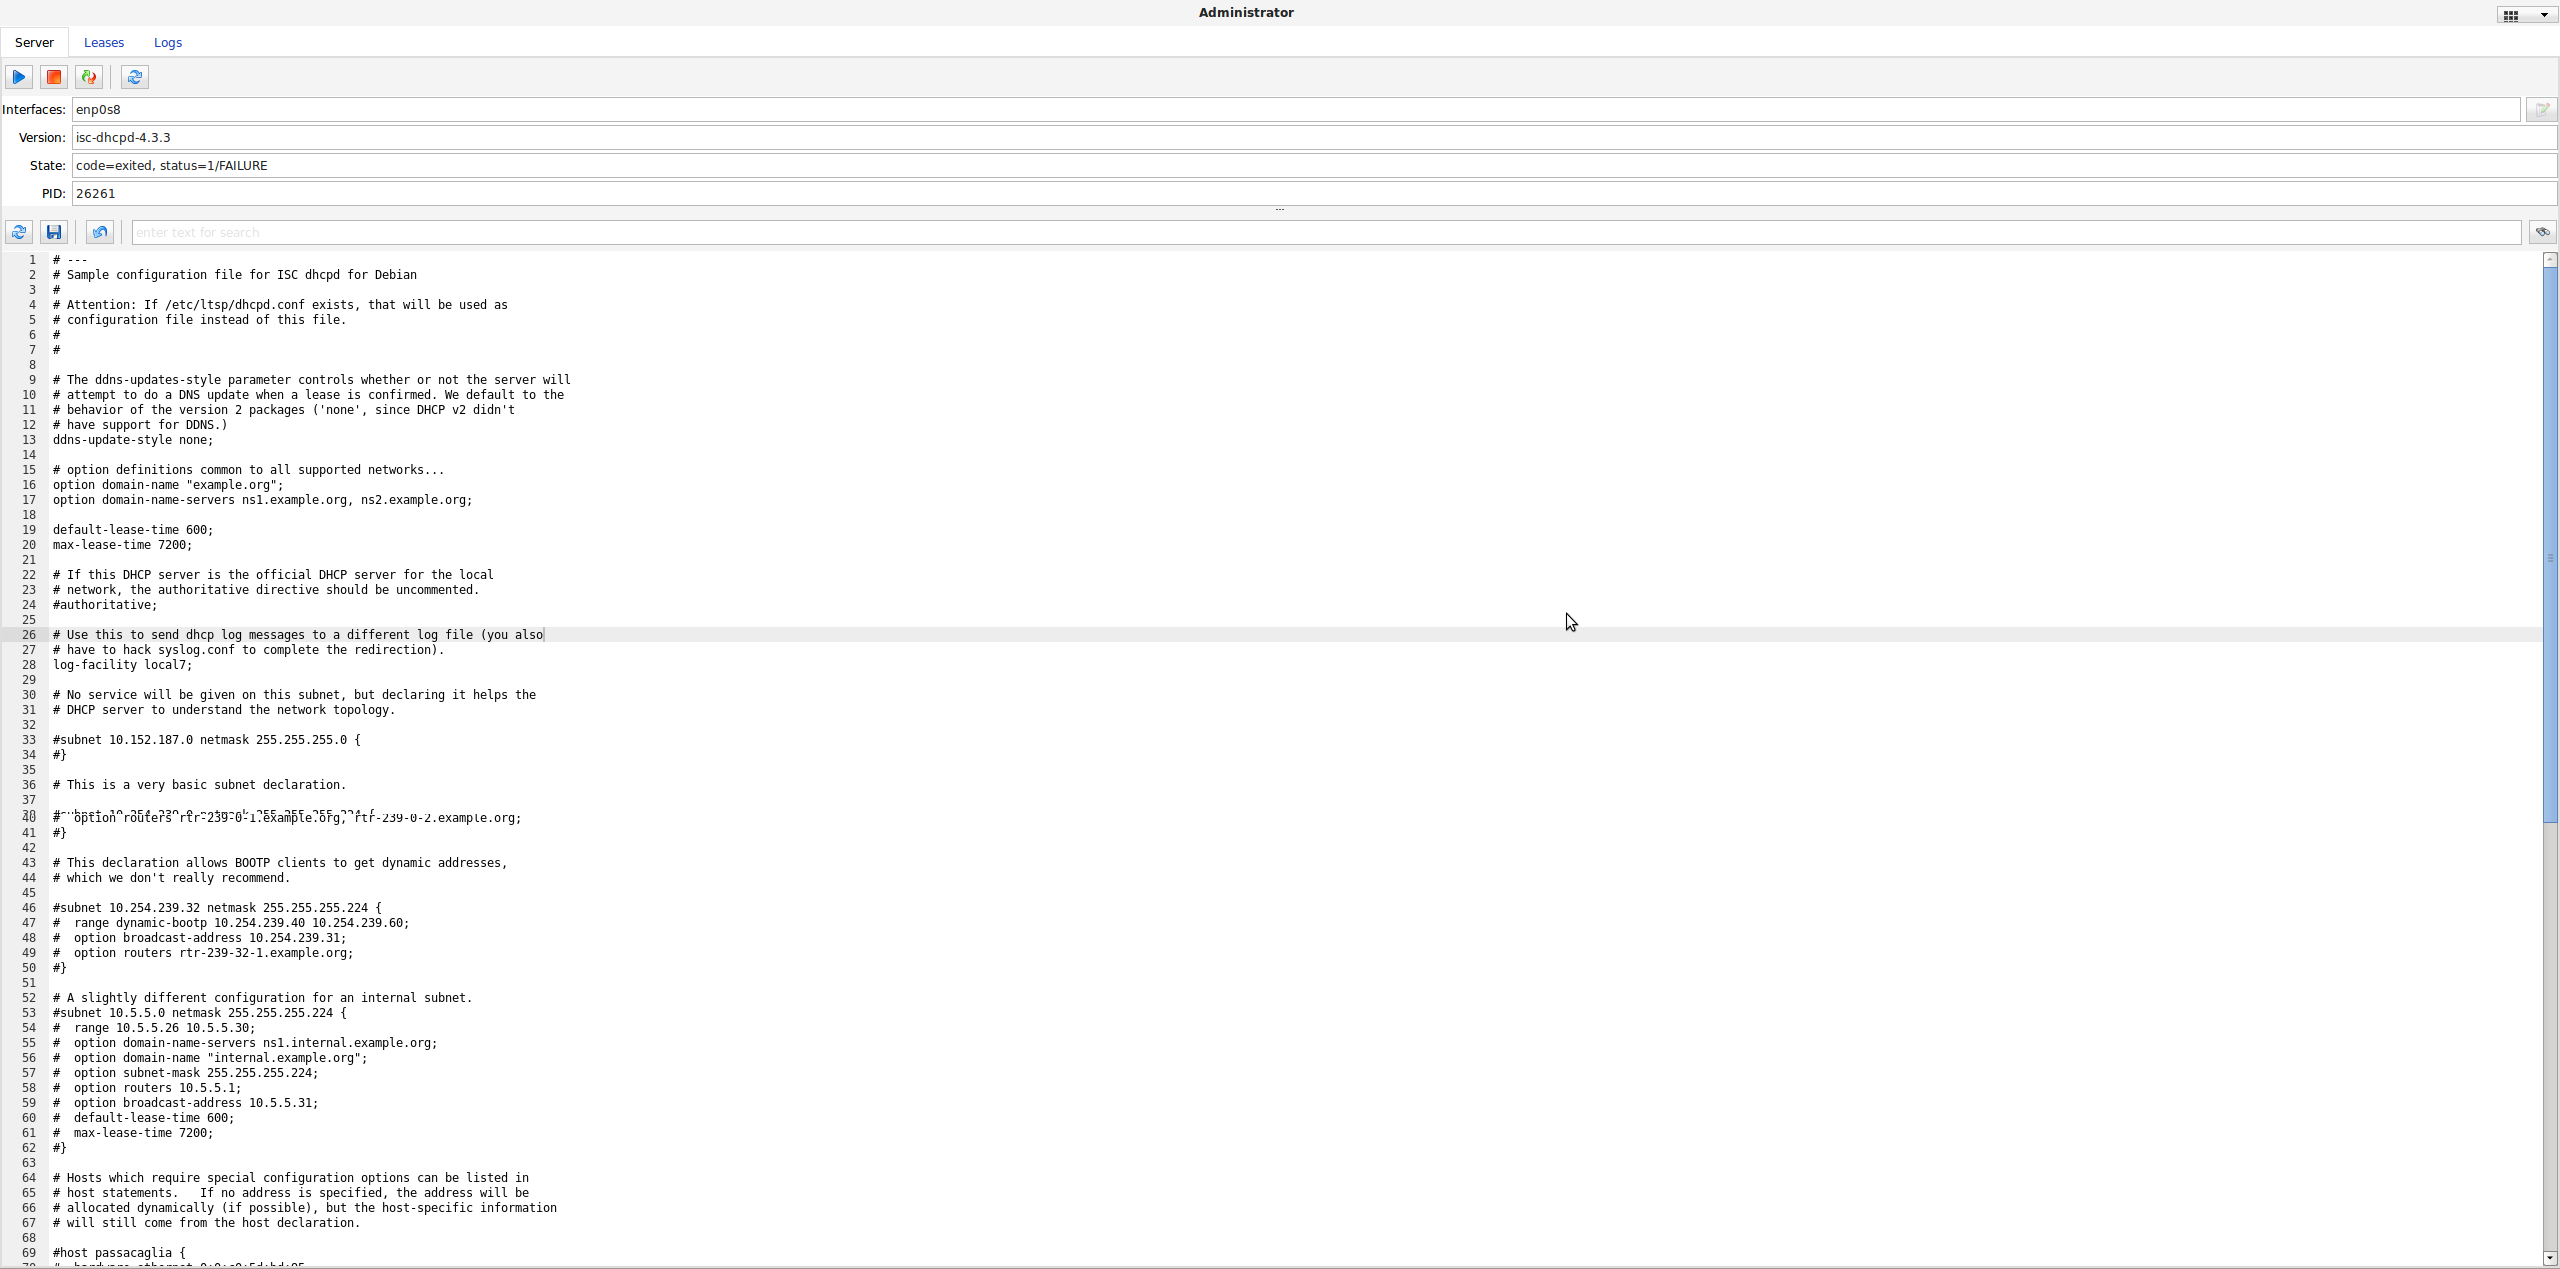 Administrator
Server Leases Logs
Interfaces: enp0s8
Version: isc-dhcpd-4.3.3
State: code=exited, status=1/FAILURE
PID: 26261
...
enter text for search
1 # ---
2 # Sample configuration file for ISC dhcpd for Debian
3 #
4 # Attention: If /etc/ltsp/dhcpd.conf exists, that will be used as
5 # configuration file instead of this file.
6 #
7 #
8
9 # The ddns-updates-style parameter controls whether or not the server will
10 # attempt to do a DNS update when a lease is confirmed. We default to the
11 # behavior of the version 2 packages ('none', since DHCP v2 didn't
12 # have support for DDNS.)
13 ddns-update-style none;
14
15 # option definitions common to all supported networks...
16 option domain-name "example.org";
17 option domain-name-servers ns1.example.org, ns2.example.org;
18
19 default-lease-time 600;
20 max-lease-time 7200;
21
22 # If this DHCP server is the official DHCP server for the local
23 # network, the authoritative directive should be uncommented.
24 #authoritative;
25
26 # Use this to send dhcp log messages to a different log file (you also
27 # have to hack syslog.conf to complete the redirection).
28 log-facility local7;
29
30 # No service will be given on this subnet, but declaring it helps the
31 # DHCP server to understand the network topology.
32
33 #subnet 10.152.187.0 netmask 255.255.255.0 {
34 #}
35
36 # This is a very basic subnet declaration.
37
40 #  option routers rtr-239-0-1.example.org, rtr-239-0-2.example.org;
41 #}
42
43 # This declaration allows BOOTP clients to get dynamic addresses,
44 # which we don't really recommend.
45
46 #subnet 10.254.239.32 netmask 255.255.255.224 {
47 #  range dynamic-bootp 10.254.239.40 10.254.239.60;
48 #  option broadcast-address 10.254.239.31;
49 #  option routers rtr-239-32-1.example.org;
50 #}
51
52 # A slightly different configuration for an internal subnet.
53 #subnet 10.5.5.0 netmask 255.255.255.224 {
54 #  range 10.5.5.26 10.5.5.30;
55 #  option domain-name-servers ns1.internal.example.org;
56 #  option domain-name "internal.example.org";
57 #  option subnet-mask 255.255.255.224;
58 #  option routers 10.5.5.1;
59 #  option broadcast-address 10.5.5.31;
60 #  default-lease-time 600;
61 #  max-lease-time 7200;
62 #}
63
64 # Hosts which require special configuration options can be listed in
65 # host statements.   If no address is specified, the address will be
66 # allocated dynamically (if possible), but the host-specific information
67 # will still come from the host declaration.
68
69 #host passacaglia {